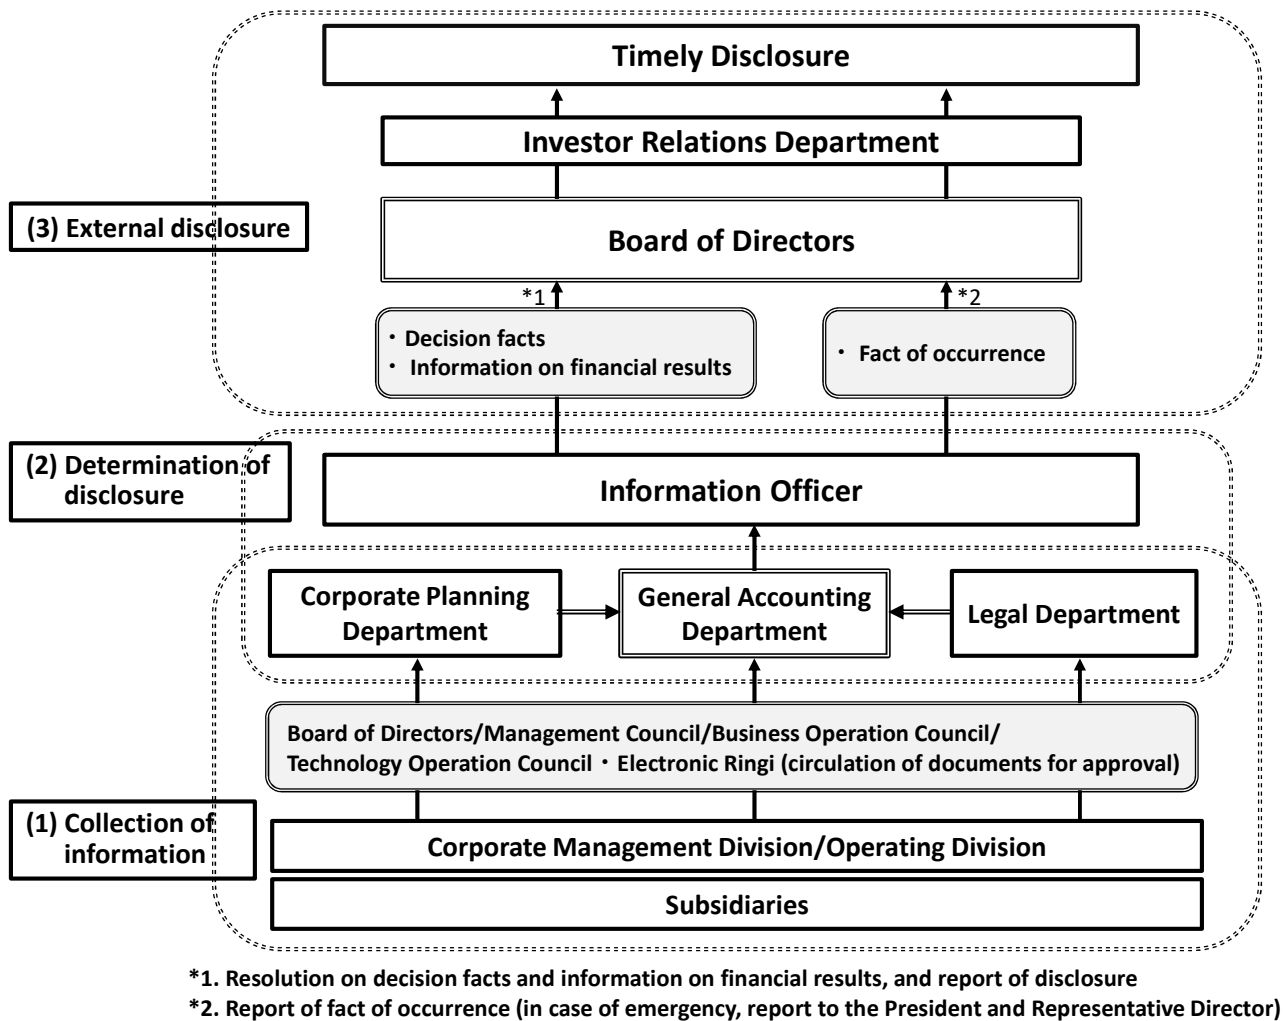 Timely Disclosure
Investor Relations Department
(3) External disclosure
Board of Directors
*1
*2
・Decision facts
・ Information on financial results
・ Fact of occurrence
(2) Determination of
disclosure
Information Officer
Corporate Planning
Department
General Accounting
Department
Legal Department
Board of Directors/Management Council/Business Operation Council/
Technology Operation Council・Electronic Ringi (circulation of documents for approval)
(1) Collection of
information
Corporate Management Division/Operating Division
Subsidiaries
*1. Resolution on decision facts and information on financial results, and report of disclosure
*2. Report of fact of occurrence (in case of emergency, report to the President and Representative Director)